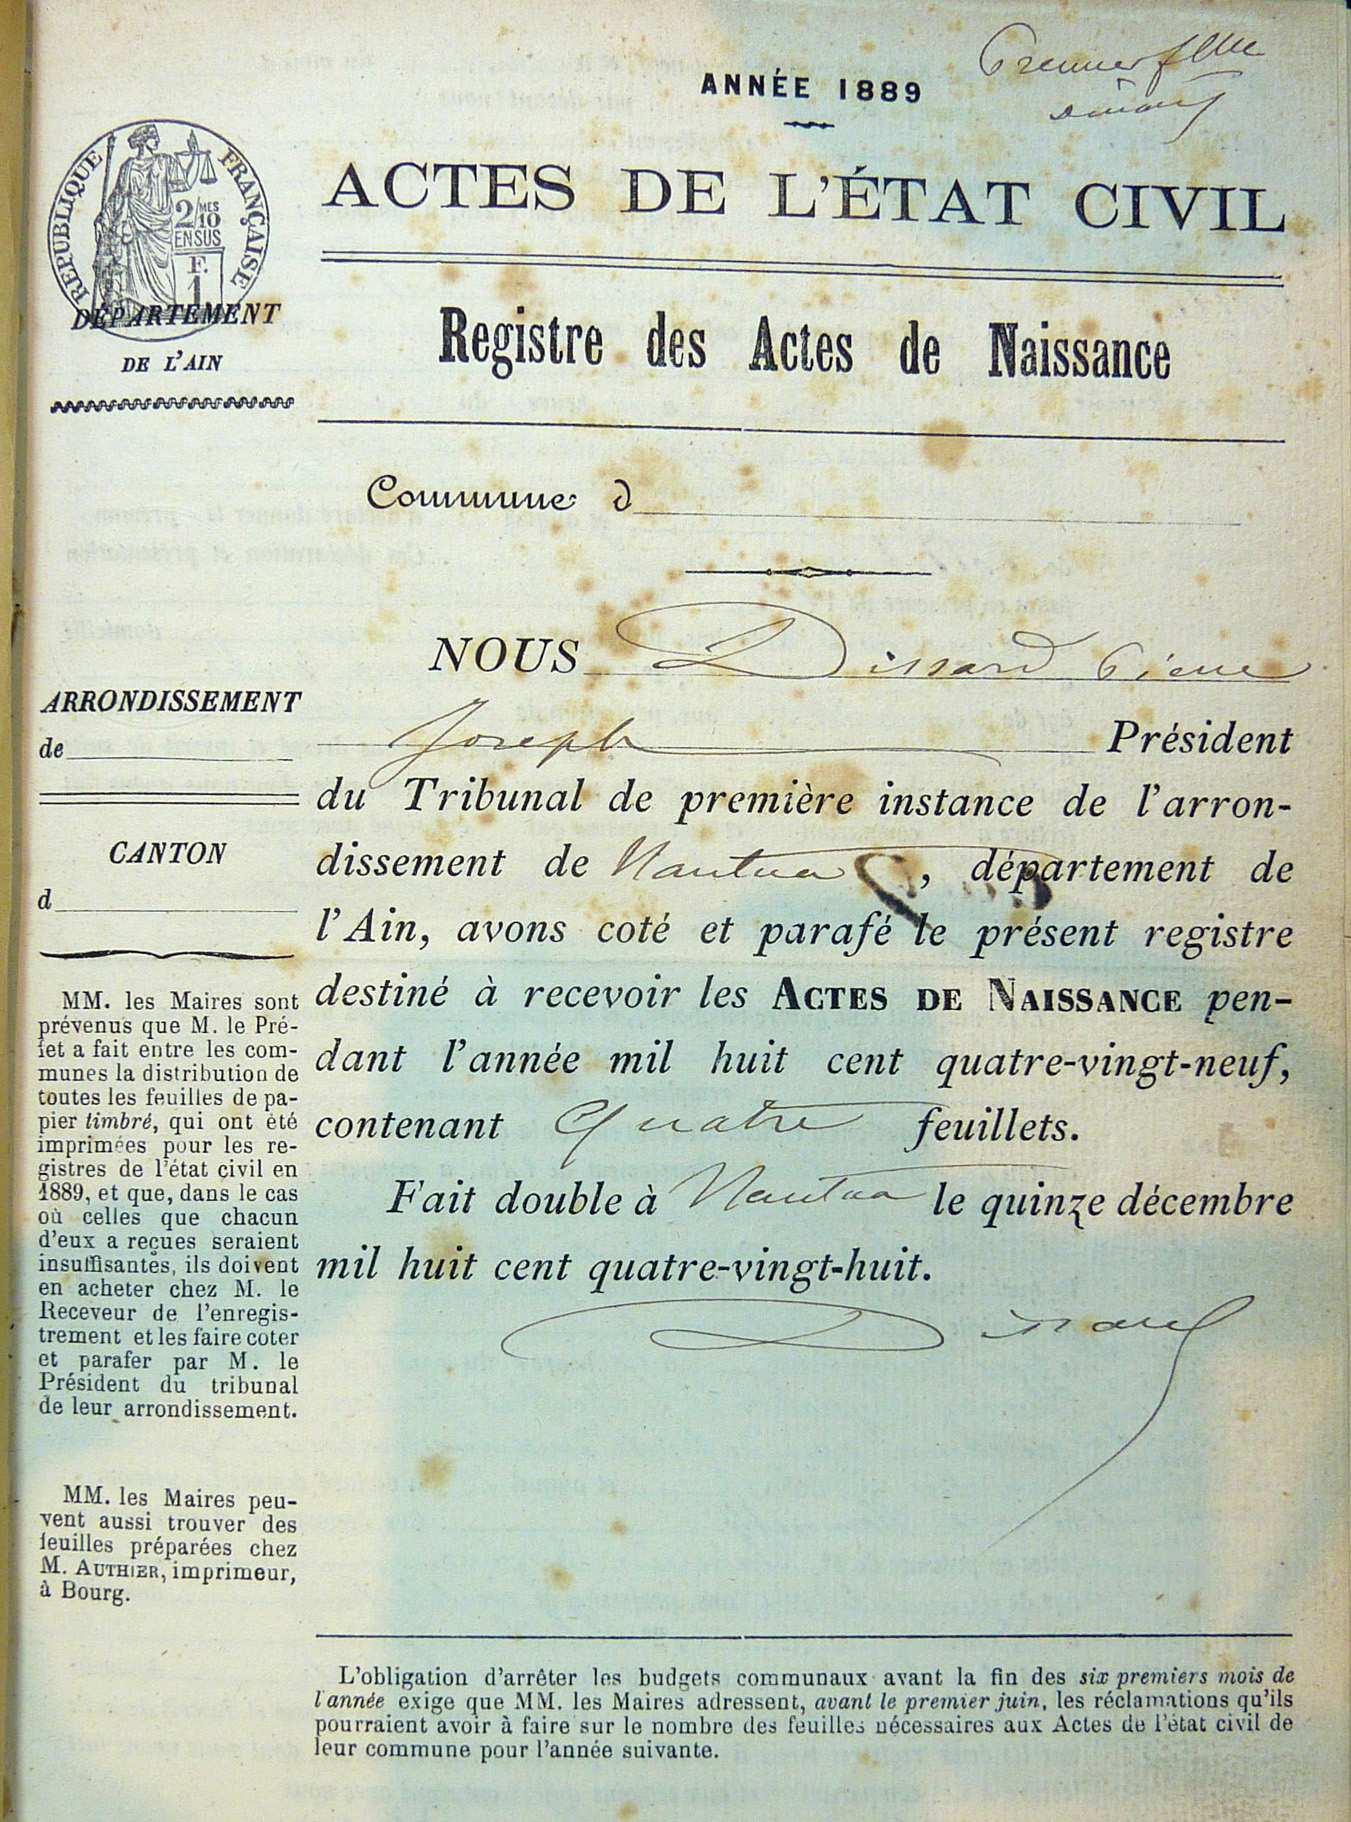 ANNÉE 1889
Premier flle
ACTES DE L'ÉTAT CIVIL
RÉPUBLIQUE FRANÇAISE
2/10 MES
EN SUS
F.
1
DÉPARTEMENT
DE L'AIN
Registre des Actes de Naissance
Commune d
NOUS Dissard Pierre
Joseph Président
du Tribunal de première instance de l'arron-
dissement de Nantua, département de
l'Ain, avons coté et parafé le présent registre
destiné à recevoir les ACTES DE NAISSANCE pen-
dant l'année mil huit cent quatre-vingt-neuf,
contenant Quatre feuillets.
Fait double à Nantua le quinze décembre
mil huit cent quatre-vingt-huit.
Dissard
ARRONDISSEMENT
de
CANTON
d
MM. les Maires sont
prévenus que M. le Pré-
fet a fait entre les com-
munes la distribution de
toutes les feuilles de pa-
pier timbré, qui ont été
imprimées pour les re-
gistres de l'état civil en
1889, et que, dans le cas
où celles que chacun
d'eux a reçues seraient
insuffisantes, ils doivent
en acheter chez M. le
Receveur de l'enregis-
trement et les faire coter
et parafer par M. le
Président du tribunal
de leur arrondissement.
MM. les Maires peu-
vent aussi trouver des
feuilles préparées chez
M. AUTHIER, imprimeur,
à Bourg.
L'obligation d'arrêter les budgets communaux avant la fin des six premiers mois de
l'année exige que MM. les Maires adressent, avant le premier juin, les réclamations qu'ils
pourraient avoir à faire sur le nombre des feuilles nécessaires aux Actes de l'état civil de
leur commune pour l'année suivante.